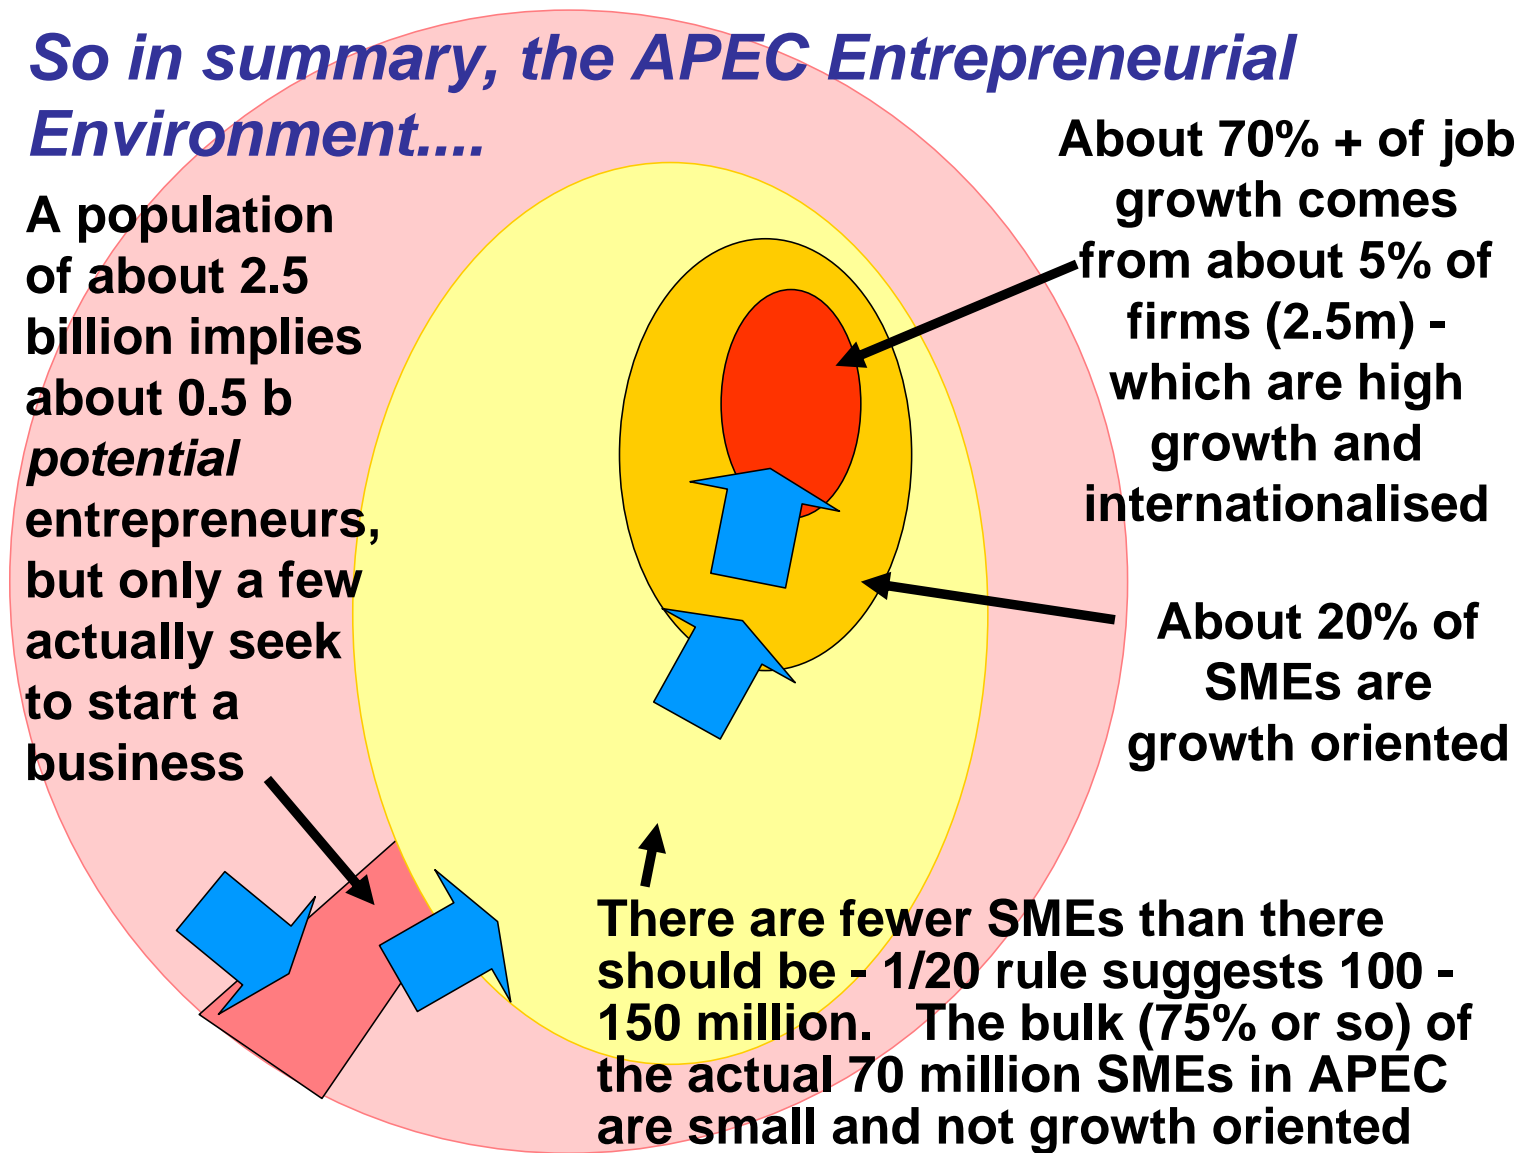 So in summary, the APEC Entrepreneurial
Environment....
A population
of about 2.5
billion implies
about 0.5 b
potential
entrepreneurs,
but only a few
actually seek
to start a
business
About 70% + of job
growth comes
from about 5% of
firms (2.5m) -
which are high
growth and
internationalised
About 20% of
SMEs are
growth oriented
There are fewer SMEs than there
should be - 1/20 rule suggests 100 -
150 million.   The bulk (75% or so) of
the actual 70 million SMEs in APEC
are small and not growth oriented